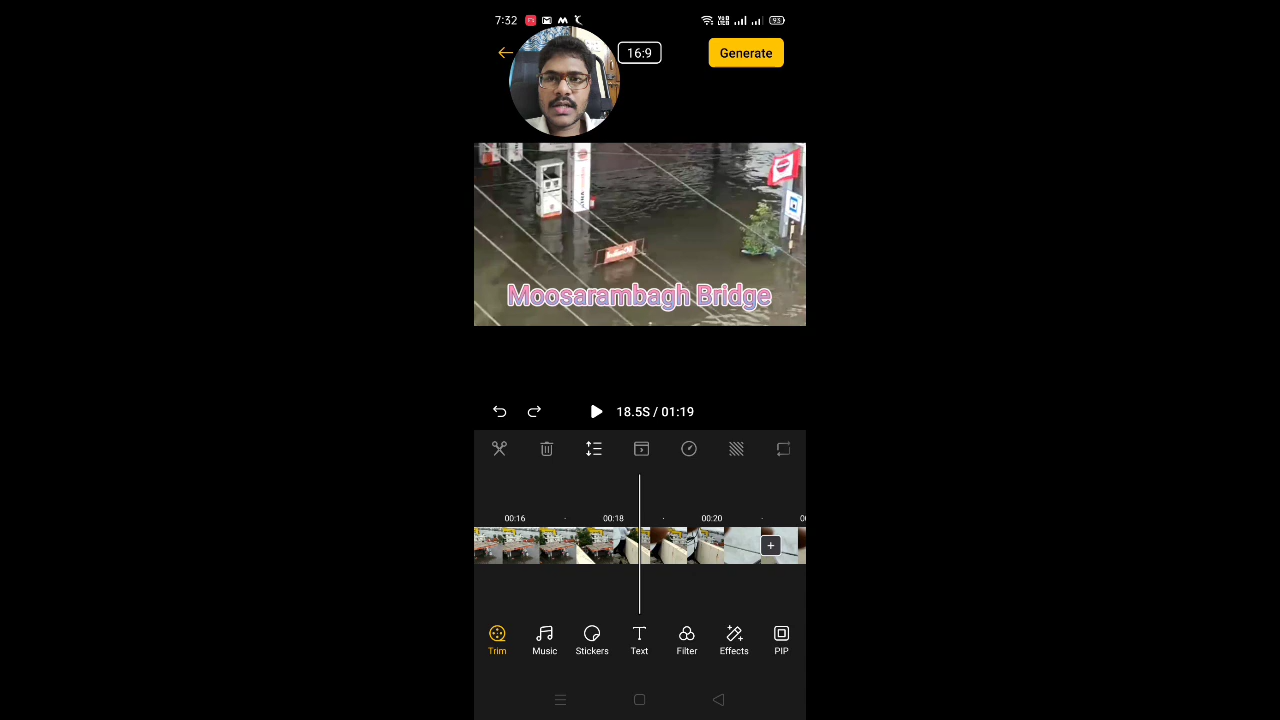 7:32
93
16:9
Generate
Moosarambagh Bridge
18.5S / 01:19
00:16
00:18
00:20
Trim
Music
Stickers
Text
Filter
Effects
PIP